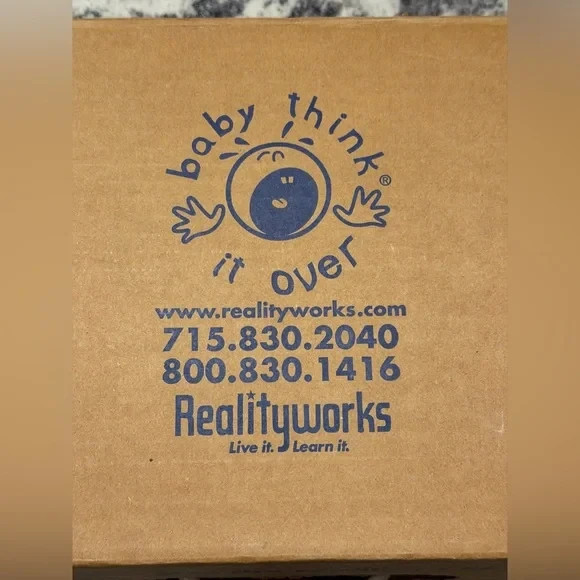 baby think
it over®
www.realityworks.com
715.830.2040
800.830.1416
Realityworks
Live it. Learn it.